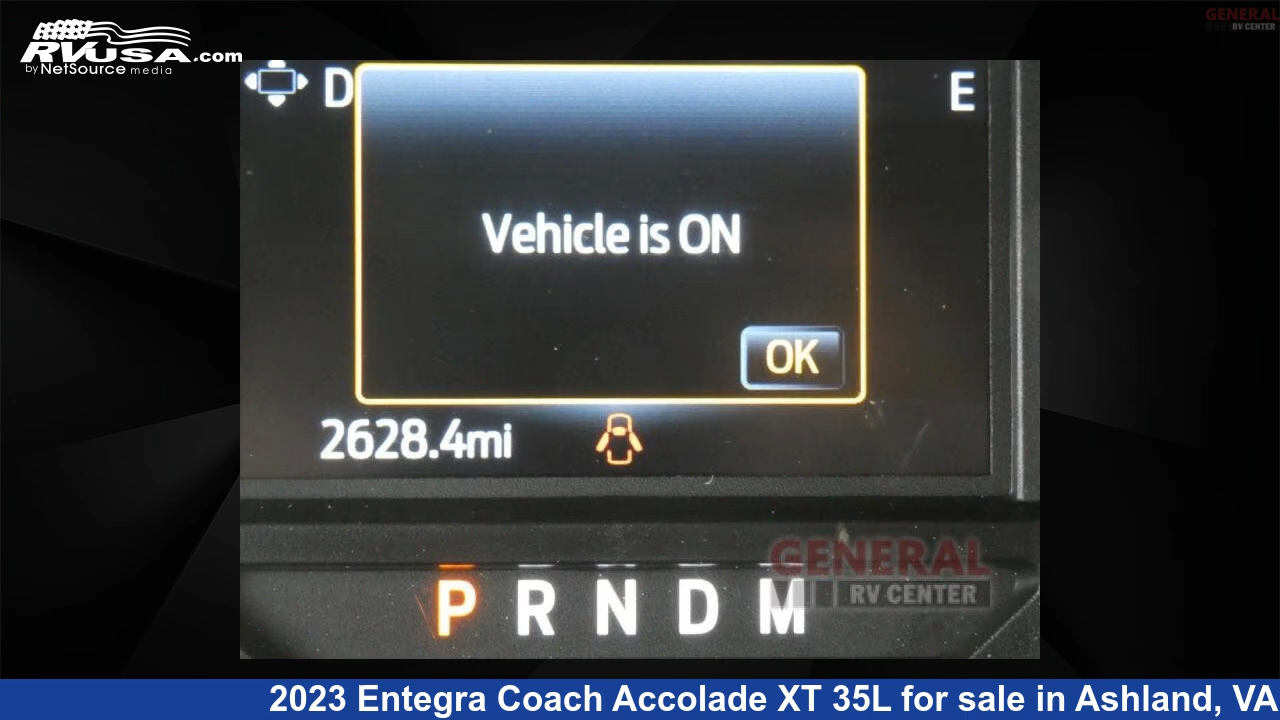 GENERAL
RV CENTER
RVUSA.com
by NetSource media
D
E
Vehicle is ON
OK
2628.4mi
GENERAL
RV CENTER
P R N D M
2023 Entegra Coach Accolade XT 35L for sale in Ashland, VA